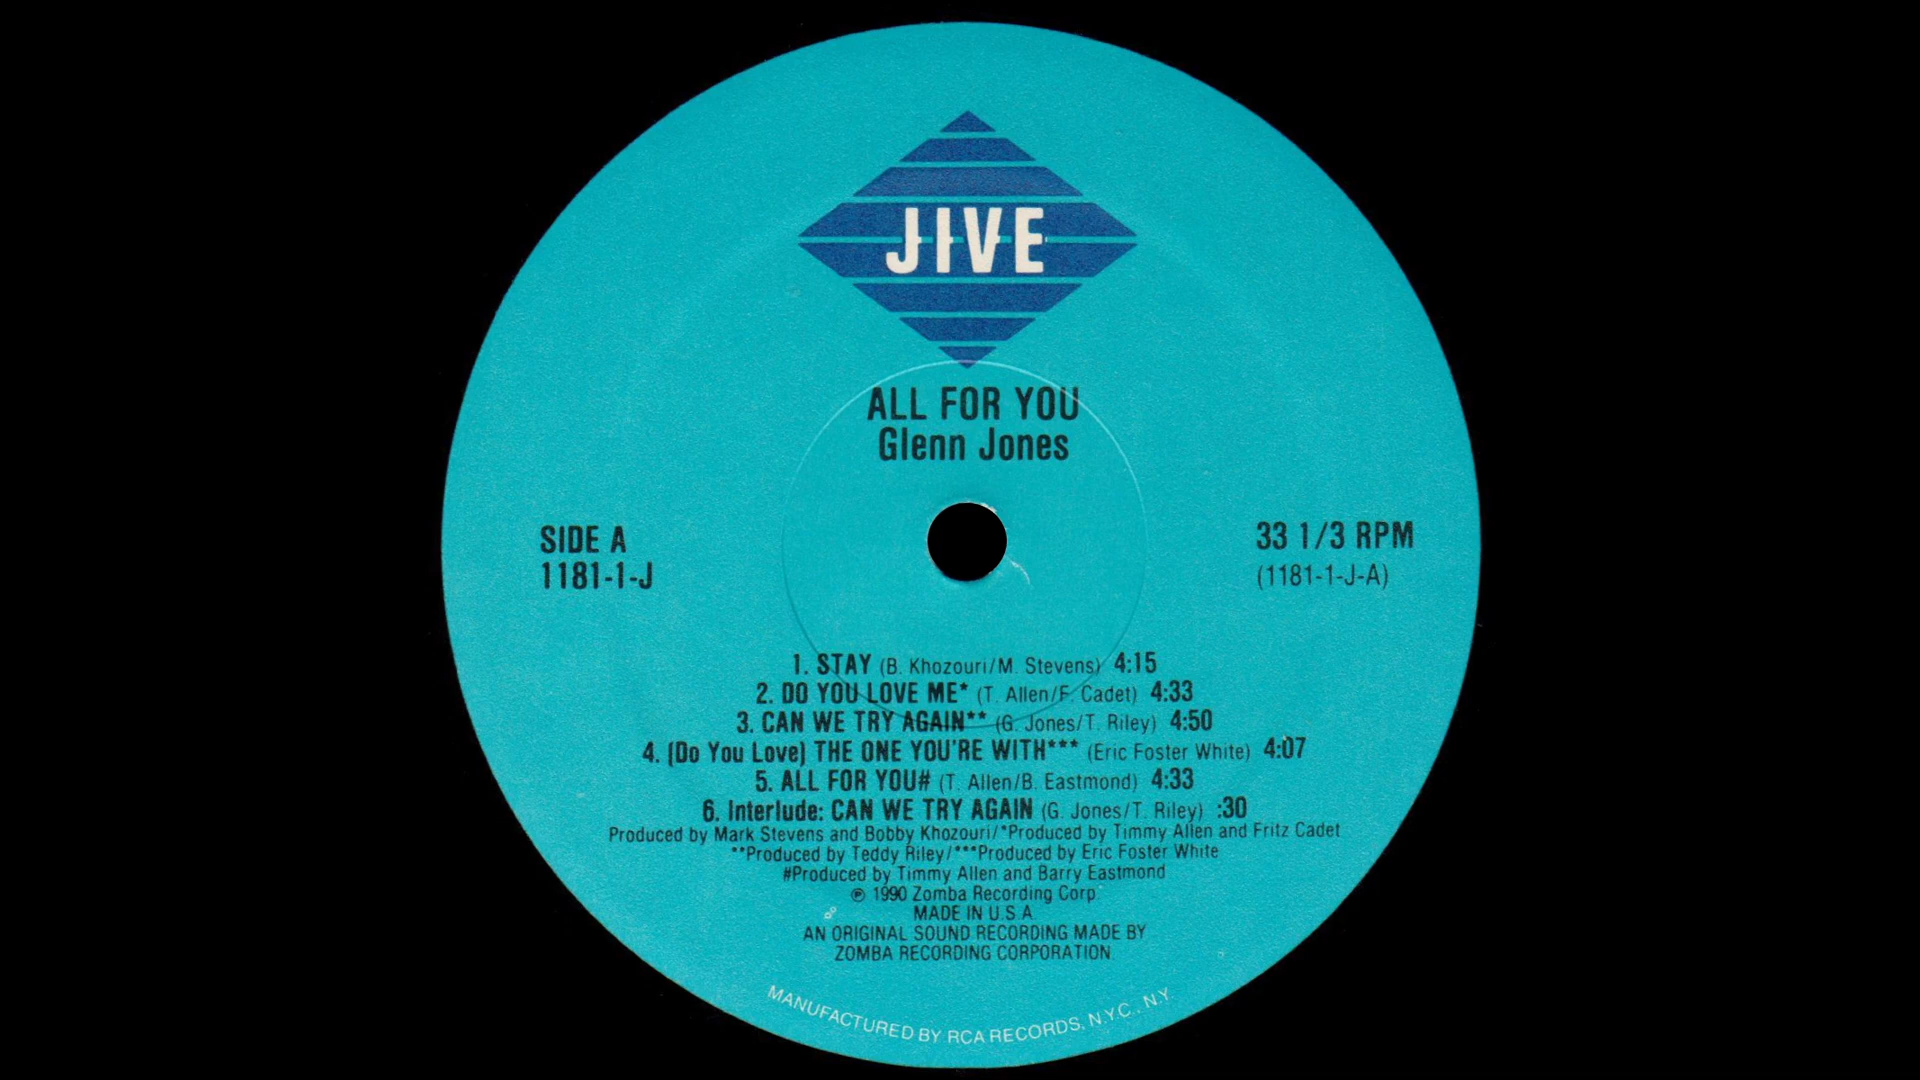 JIVE
ALL FOR YOU
Glenn Jones
SIDE A
1181-1-J
33 1/3 RPM
(1181-1-J-A)
1. STAY (B. Khozouri/M. Stevens) 4:15
2. DO YOU LOVE ME* (T. Allen/F. Cadet) 4:33
3. CAN WE TRY AGAIN** (G. Jones/T. Riley) 4:50
4. (Do You Love) THE ONE YOU'RE WITH*** (Eric Foster White) 4:07
5. ALL FOR YOU# (T. Allen/B. Eastmond) 4:33
6. Interlude: CAN WE TRY AGAIN (G. Jones/T. Riley) :30
Produced by Mark Stevens and Bobby Khozouri/*Produced by Timmy Allen and Fritz Cadet
**Produced by Teddy Riley/***Produced by Eric Foster White
#Produced by Timmy Allen and Barry Eastmond
℗ 1990 Zomba Recording Corp.
MADE IN U.S.A.
AN ORIGINAL SOUND RECORDING MADE BY
ZOMBA RECORDING CORPORATION
MANUFACTURED BY RCA RECORDS, N.Y.C., N.Y.